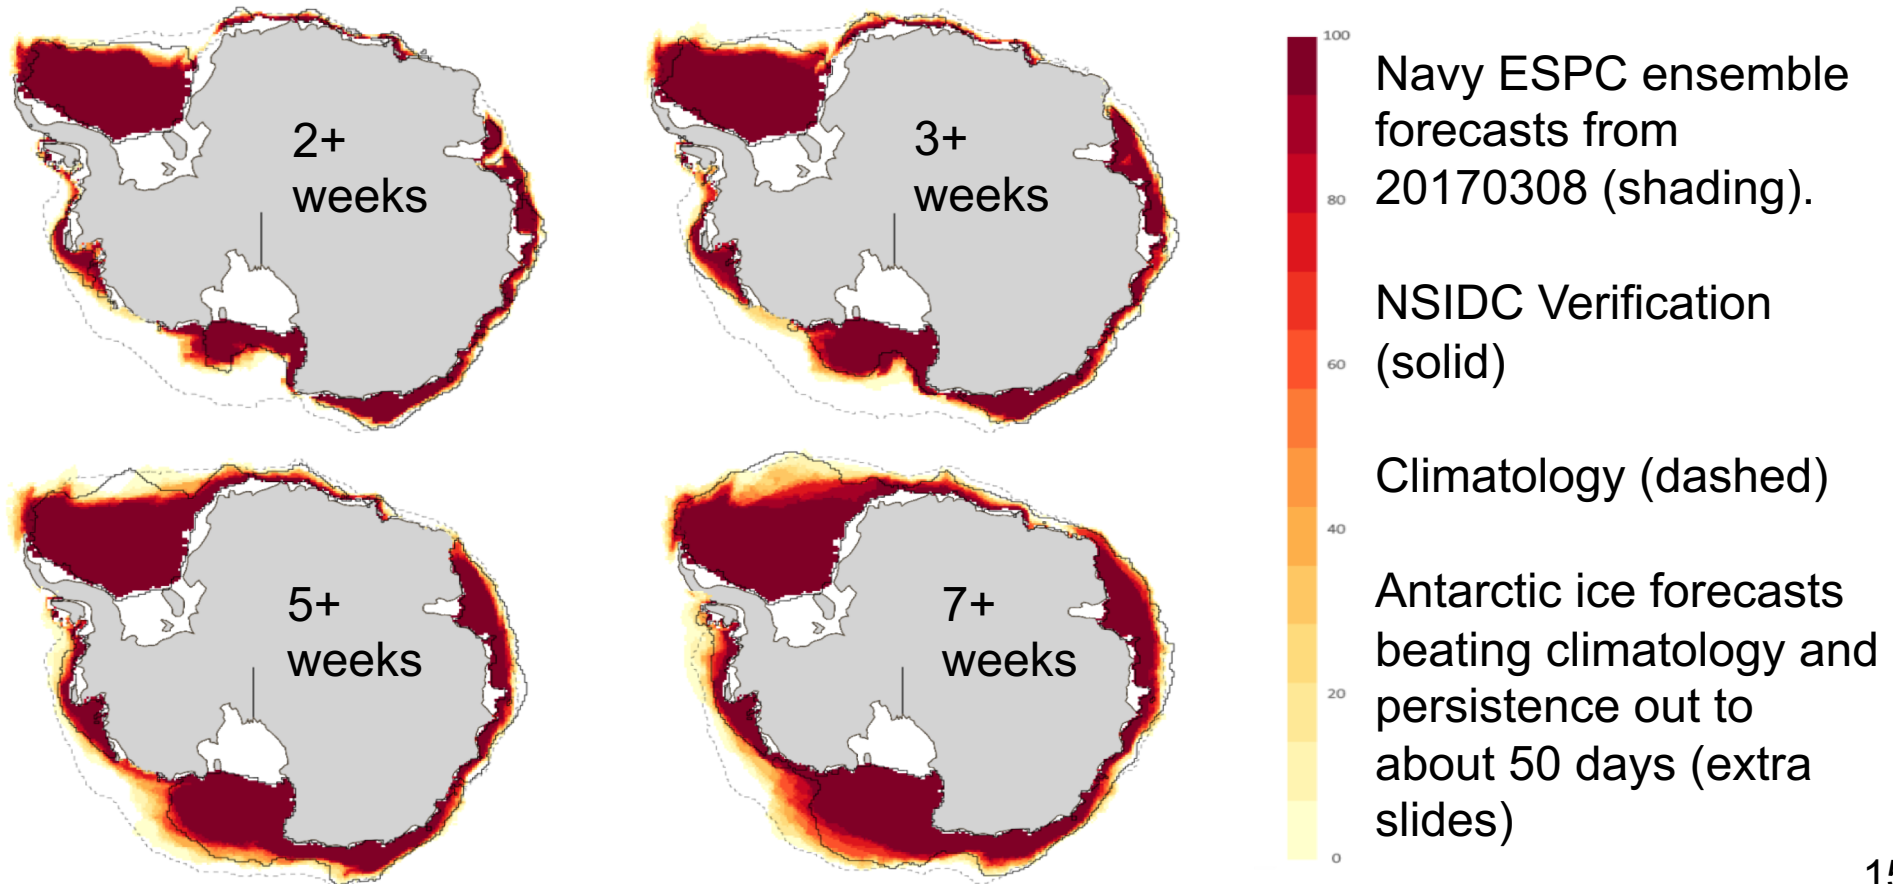 2+
weeks
3+
weeks
5+
weeks
7+
weeks
100
80
60
40
20
0
Navy ESPC ensemble
forecasts from
20170308 (shading).
NSIDC Verification
(solid)
Climatology (dashed)
Antarctic ice forecasts
beating climatology and
persistence out to
about 50 days (extra
slides)
15